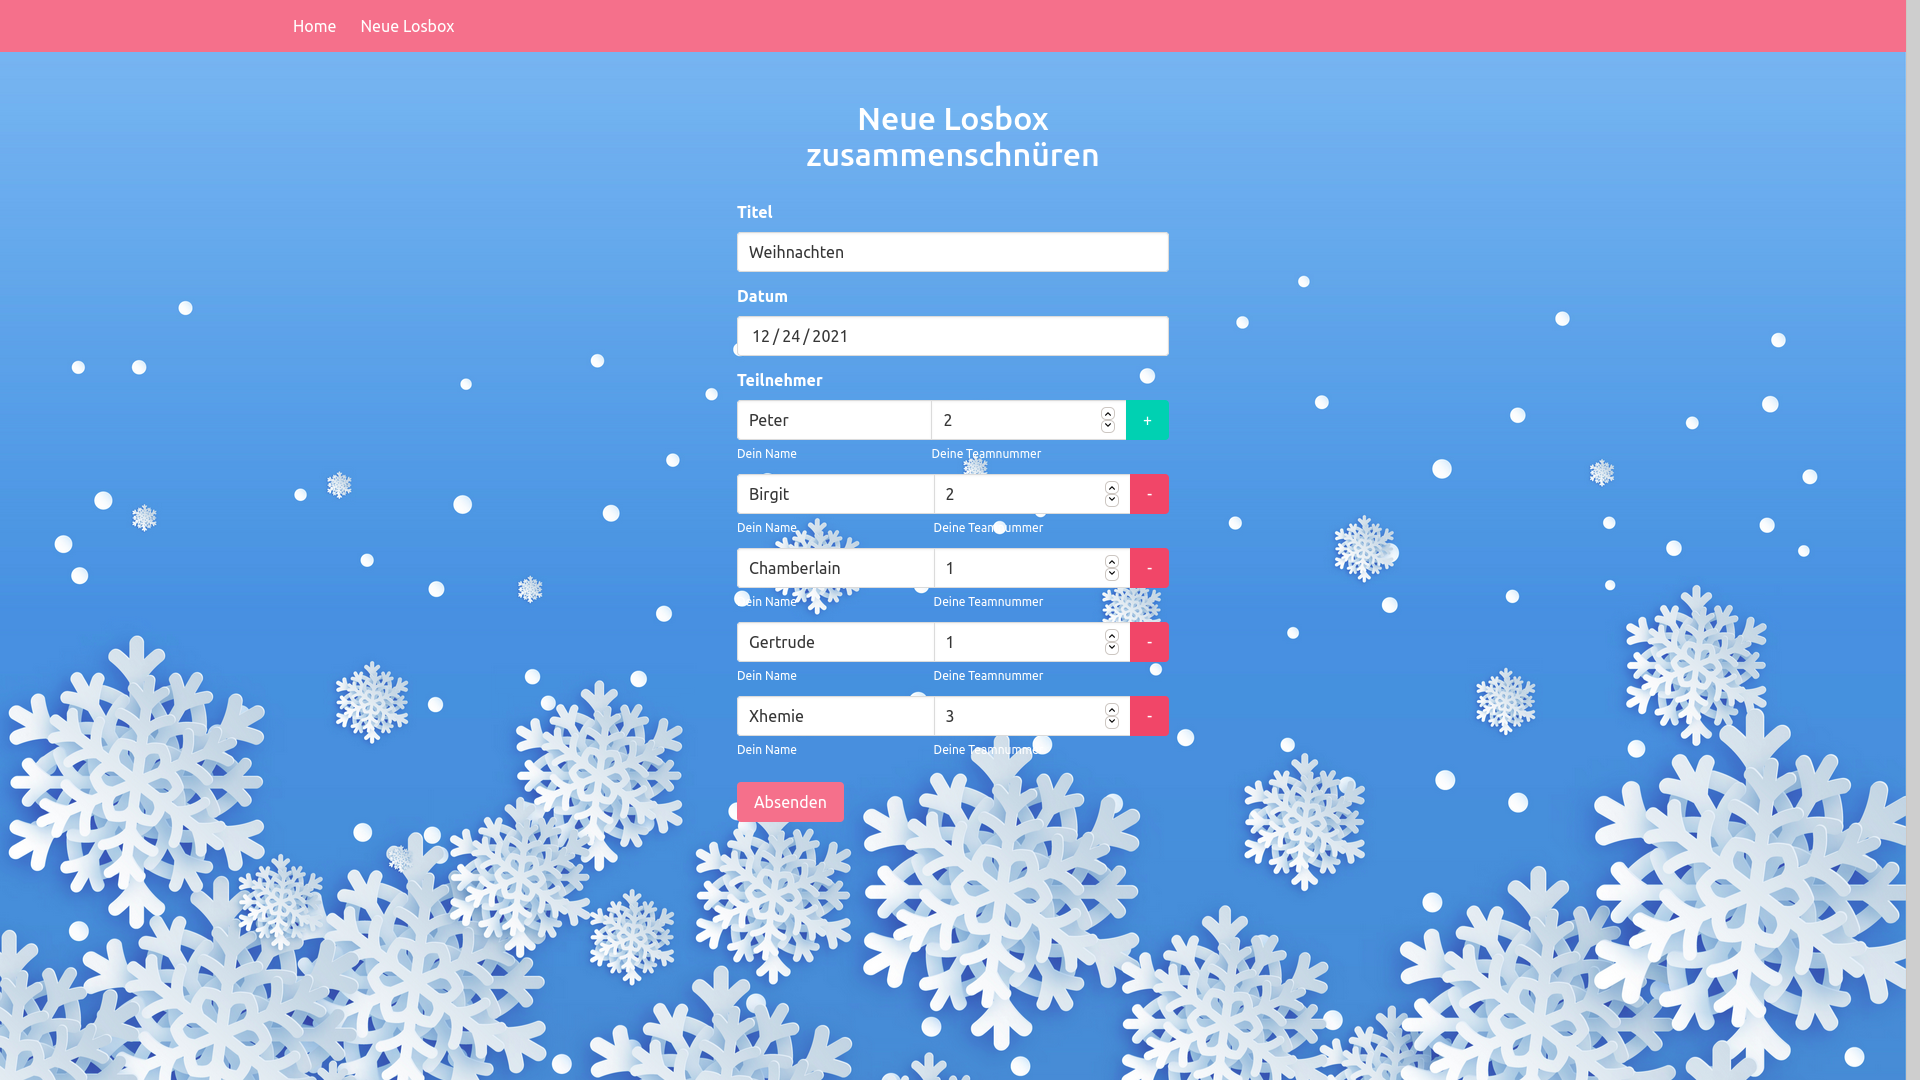 Home Neue Losbox
Neue Losbox
zusammenschnüren
Titel
Weihnachten
Datum
12/24/2021
Teilnehmer
Peter 2 +
Dein Name Deine Teamnummer
Birgit 2 -
Dein Name Deine Teamnummer
Chamberlain 1 -
Dein Name Deine Teamnummer
Gertrude 1 -
Dein Name Deine Teamnummer
Xhemie 3 -
Dein Name Deine Teamnummer
Absenden